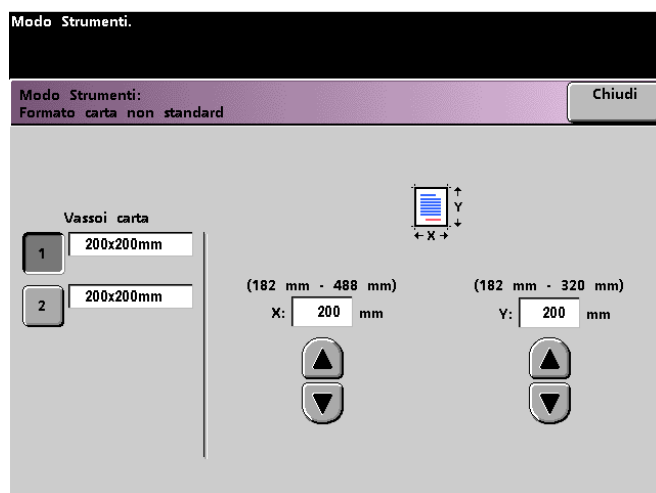 Modo Strumenti.
Modo Strumenti:
Formato carta non standard
Chiudi
Vassoi carta
1 200x200mm
2 200x200mm
Y
X
(182 mm - 488 mm)
X: 200 mm
(182 mm - 320 mm)
Y: 200 mm